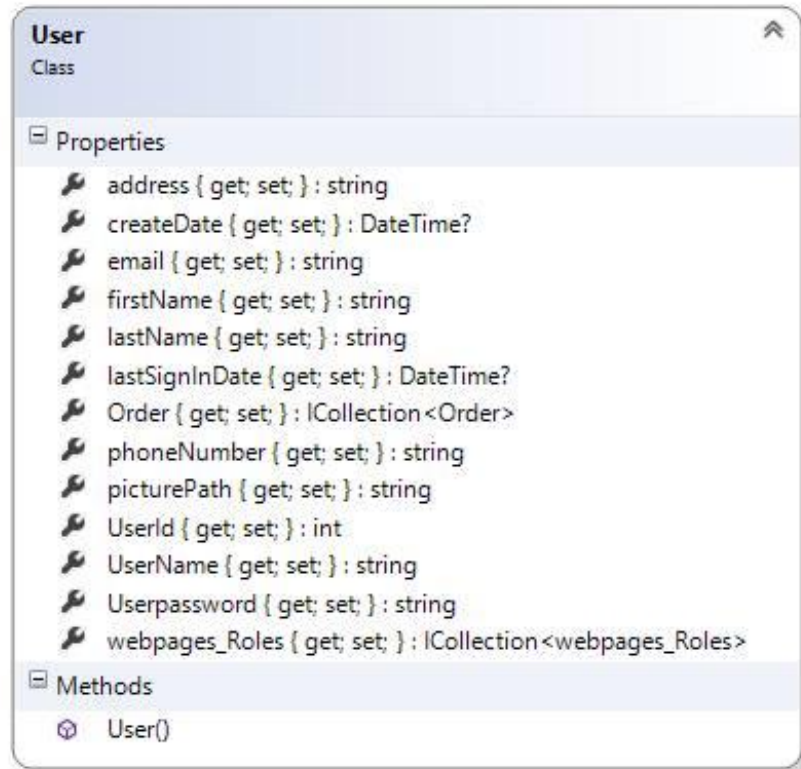 User
Class
Properties
address { get; set; } : string
createDate { get; set; } : DateTime?
email { get; set; } : string
firstName { get; set; } : string
lastName { get; set; } : string
lastSignInDate { get; set; } : DateTime?
Order { get; set; } : ICollection<Order>
phoneNumber { get; set; } : string
picturePath { get; set; } : string
UserId { get; set; } : int
UserName { get; set; } : string
Userpassword { get; set; } : string
webpages_Roles { get; set; } : ICollection<webpages_Roles>
Methods
User()